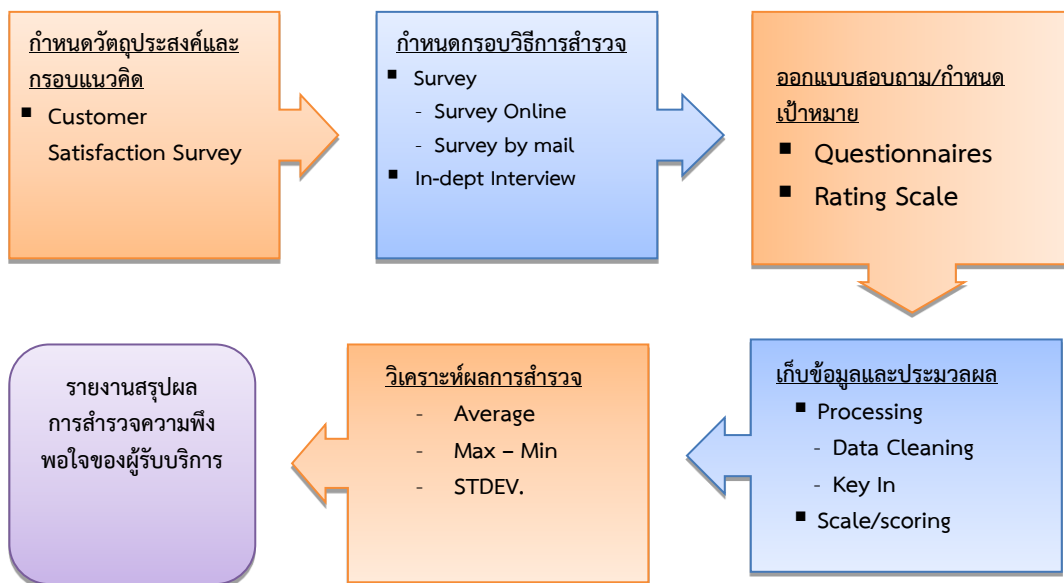 กำหนดวัตถุประสงค์และ
กรอบแนวคิด
▪ Customer
Satisfaction Survey
กำหนดกรอบวิธีการสำรวจ
▪ Survey
- Survey Online
- Survey by mail
▪ In-dept Interview
ออกแบบสอบถาม/กำหนด
เป้าหมาย
▪ Questionnaires
▪ Rating Scale
เก็บข้อมูลและประมวลผล
▪ Processing
- Data Cleaning
- Key In
▪ Scale/scoring
วิเคราะห์ผลการสำรวจ
- Average
- Max – Min
- STDEV.
รายงานสรุปผล
การสำรวจความพึง
พอใจของผู้รับบริการ